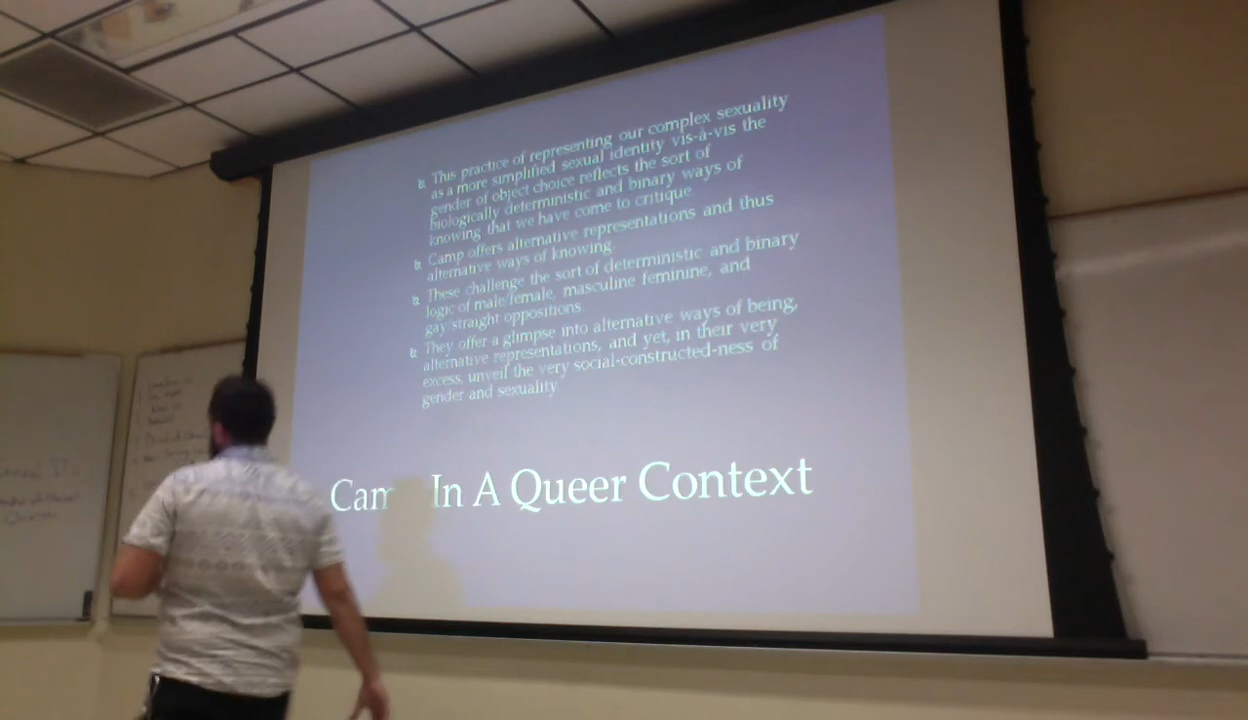 This practice of representing our complex sexuality
as a more simplified sexual identity vis-à-vis the
gender of object choice reflects the sort of
biologically deterministic and binary ways of
knowing that we have come to critique
Camp offers alternative representations and thus
alternative ways of knowing.
These challenge the sort of deterministic and binary
logic of male/female, masculine feminine, and
gay/straight oppositions.
They offer a glimpse into alternative ways of being,
alternative representations, and yet, in their very
excess, unveil the very social-constructed-ness of
gender and sexuality.
Cam In A Queer Context